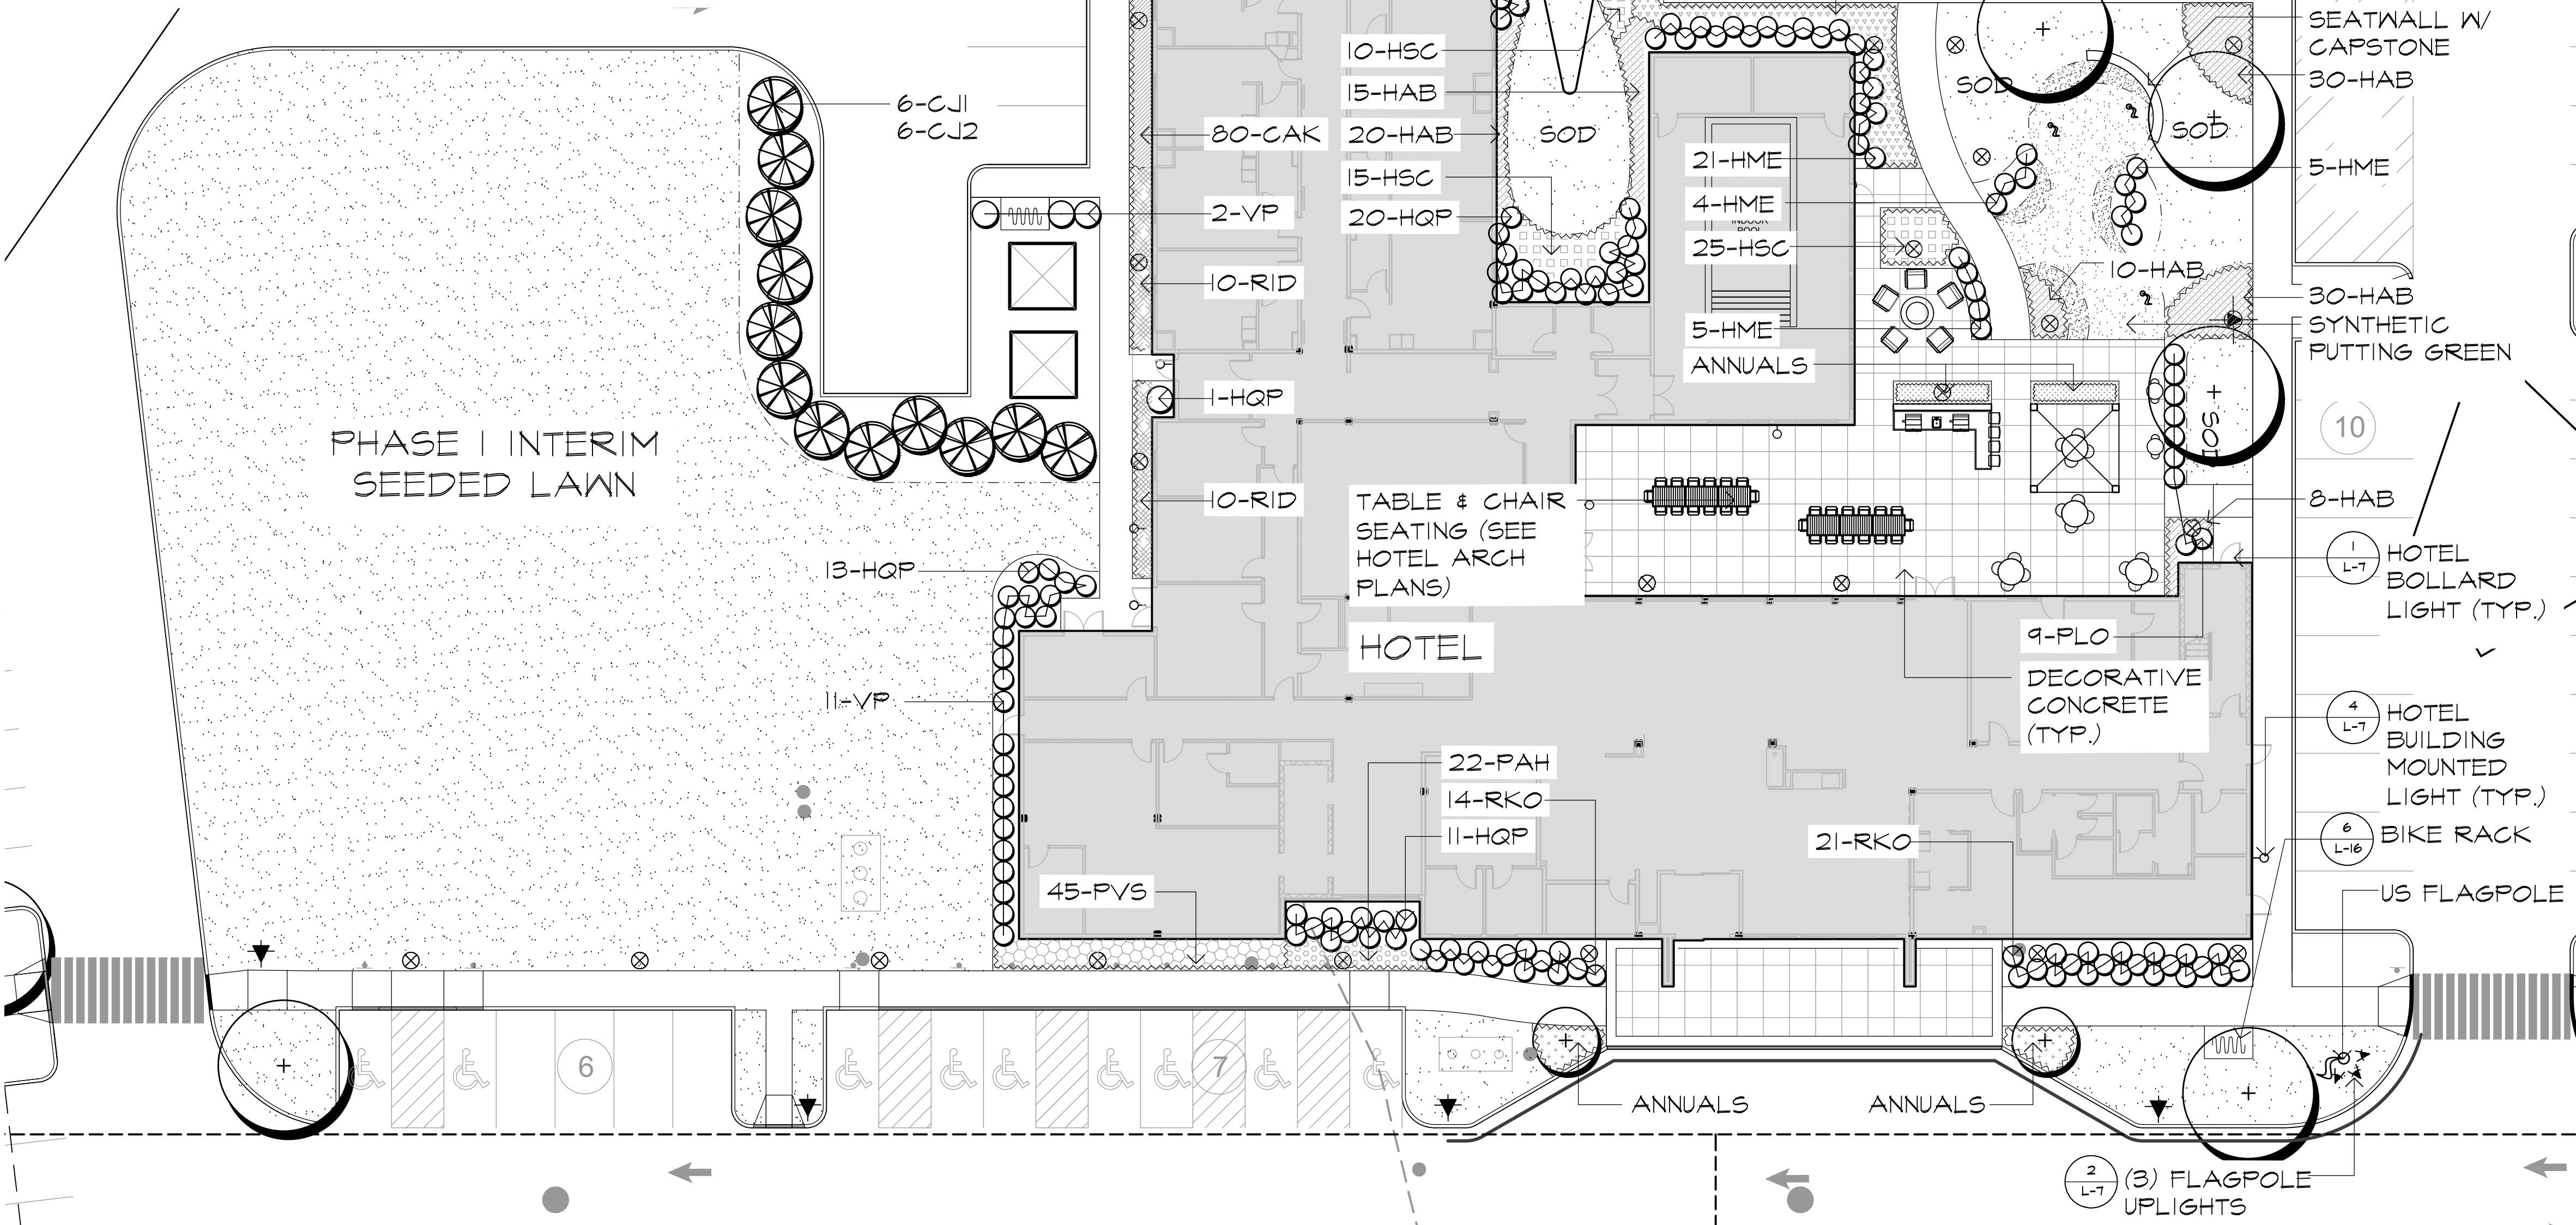 SEATWALL W/
CAPSTONE
30-HAB
5-HME
10-HAB
30-HAB
SYNTHETIC
PUTTING GREEN
10
8-HAB
1
L-7
HOTEL
BOLLARD
LIGHT (TYP.)
4
L-7
HOTEL
BUILDING
MOUNTED
LIGHT (TYP.)
6
L-16
BIKE RACK
US FLAGPOLE
2
L-7
(3) FLAGPOLE
UPLIGHTS
6-CJ1
6-CJ2
80-CAK
2-VP
10-RID
1-HQP
10-RID
10-HSC
15-HAB
20-HAB
15-HSC
20-HQP
SOD
SOD
SOD
SOD
21-HME
4-HME
INDOOR
POOL
25-HSC
5-HME
ANNUALS
PHASE 1 INTERIM
SEEDED LAWN
TABLE & CHAIR
SEATING (SEE
HOTEL ARCH
PLANS)
HOTEL
13-HQP
11-VP
9-PLO
DECORATIVE
CONCRETE
(TYP.)
22-PAH
14-RKO
11-HQP
21-RKO
45-PVS
6
7
ANNUALS
ANNUALS